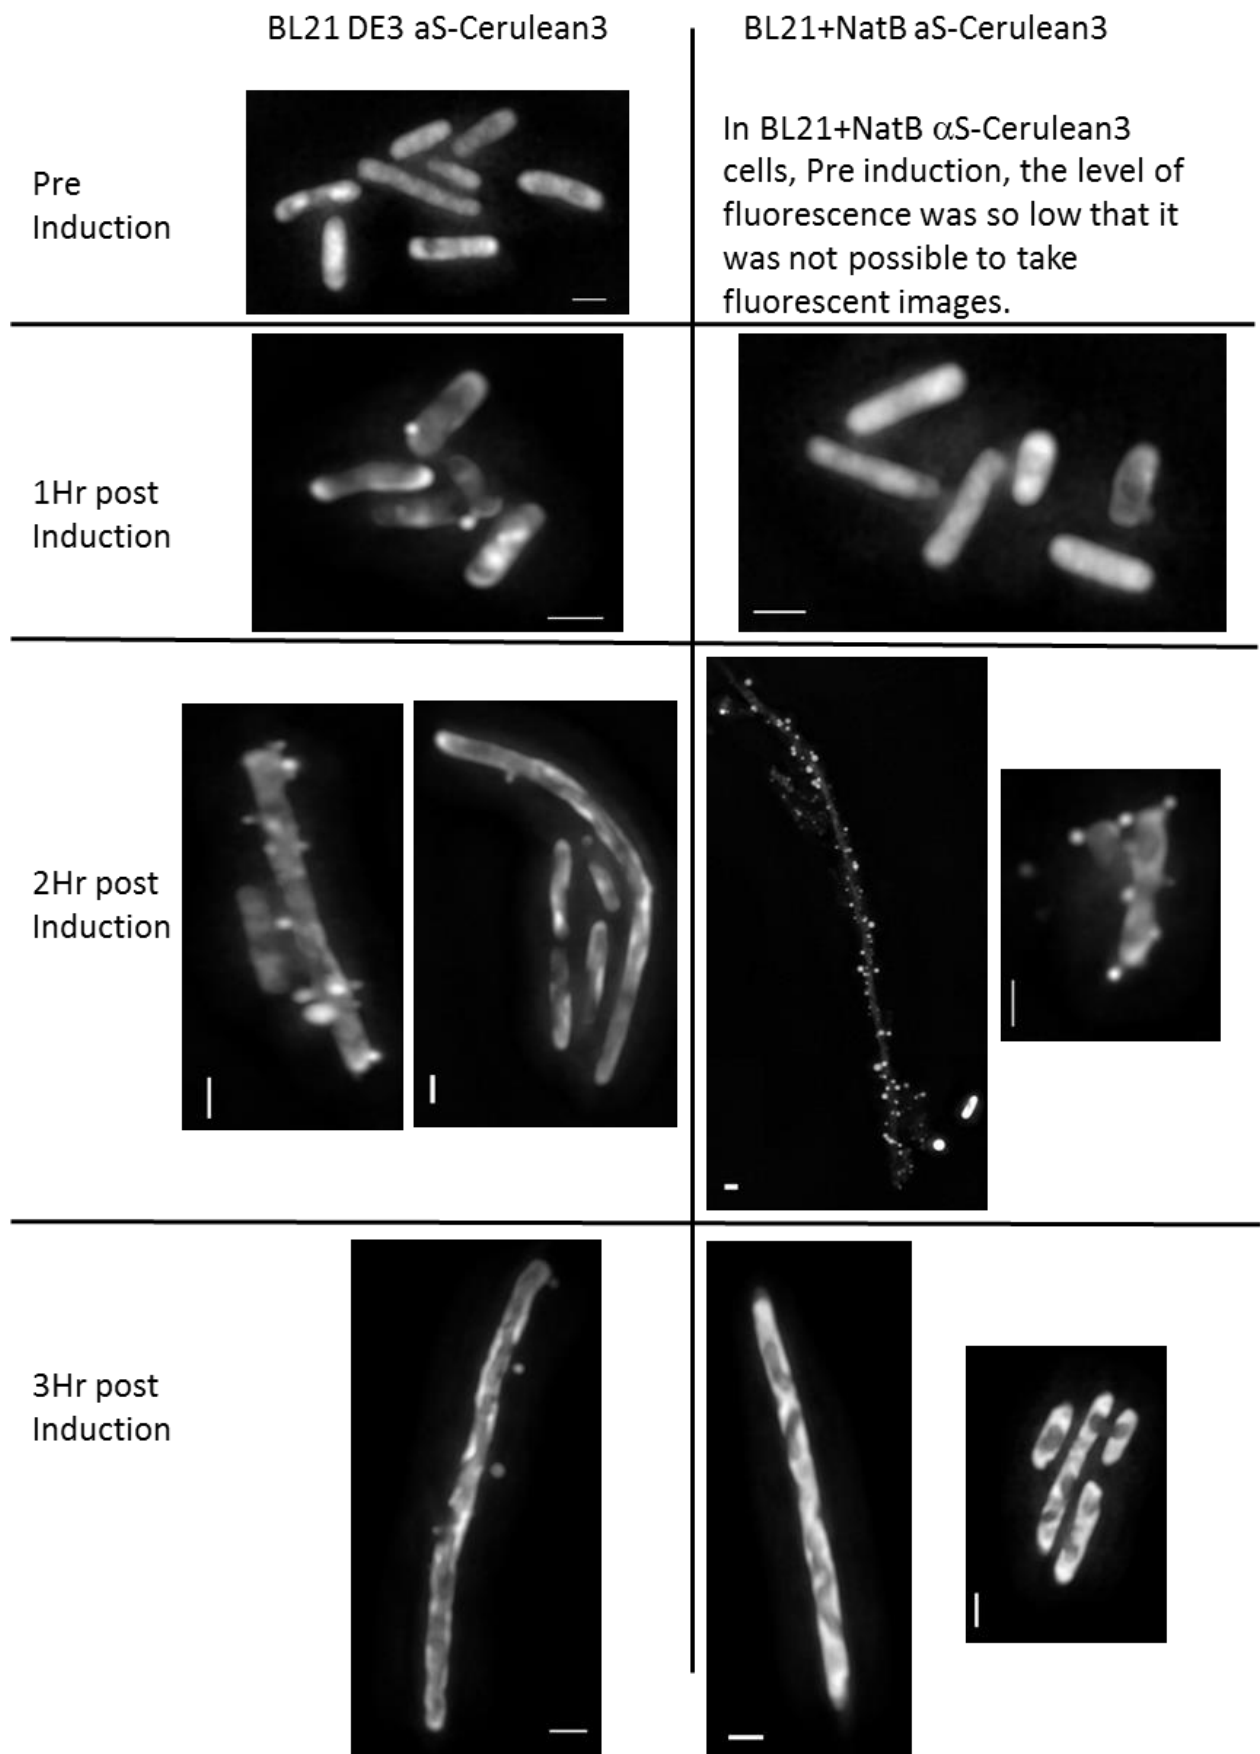 BL21 DE3 aS-Cerulean3
BL21+NatB aS-Cerulean3
Pre
Induction
In BL21+NatB αS-Cerulean3
cells, Pre induction, the level of
fluorescence was so low that it
was not possible to take
fluorescent images.
1Hr post
Induction
2Hr post
Induction
3Hr post
Induction